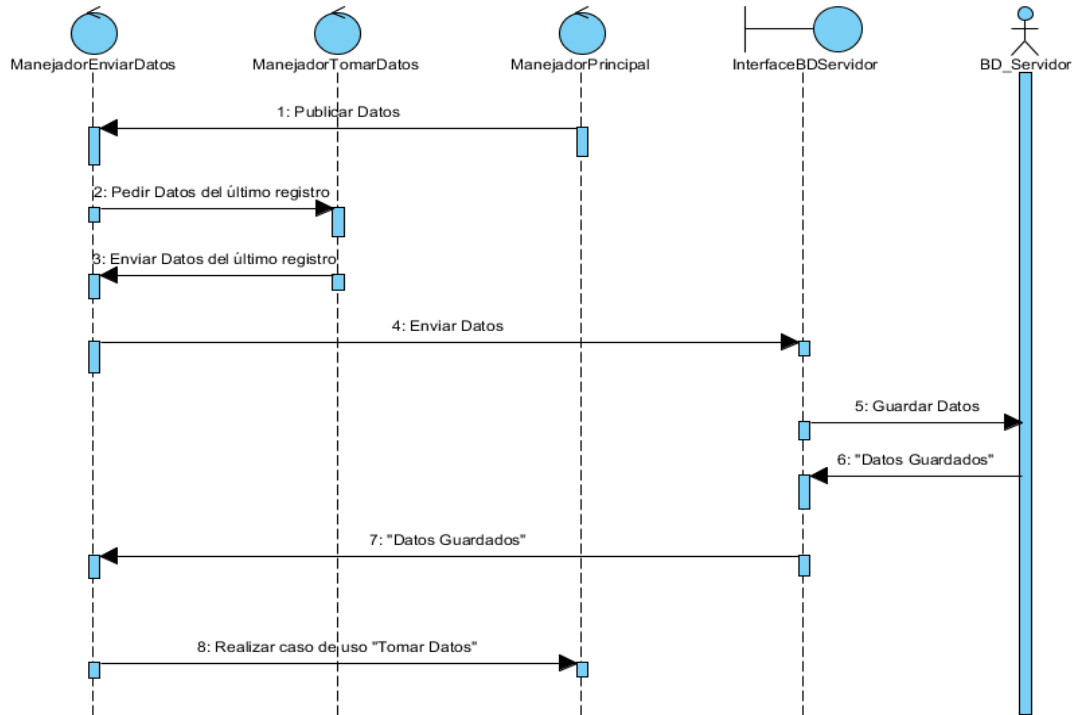 ManejadorEnviarDatos
ManejadorTomarDatos
ManejadorPrincipal
InterfaceBDServidor
BD_Servidor
1: Publicar Datos
2: Pedir Datos del último registro
3: Enviar Datos del último registro
4: Enviar Datos
5: Guardar Datos
6: "Datos Guardados"
7: "Datos Guardados"
8: Realizar caso de uso "Tomar Datos"